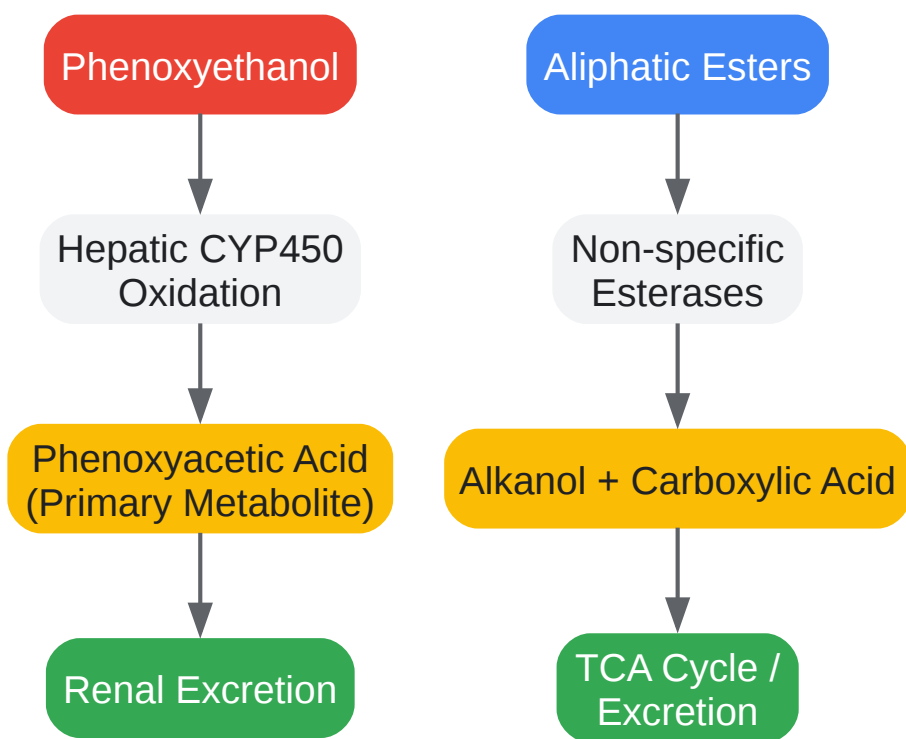 Phenoxyethanol
Hepatic CYP450
Oxidation
Phenoxyacetic Acid
(Primary Metabolite)
Renal Excretion
Aliphatic Esters
Non-specific
Esterases
Alkanol + Carboxylic Acid
TCA Cycle /
Excretion